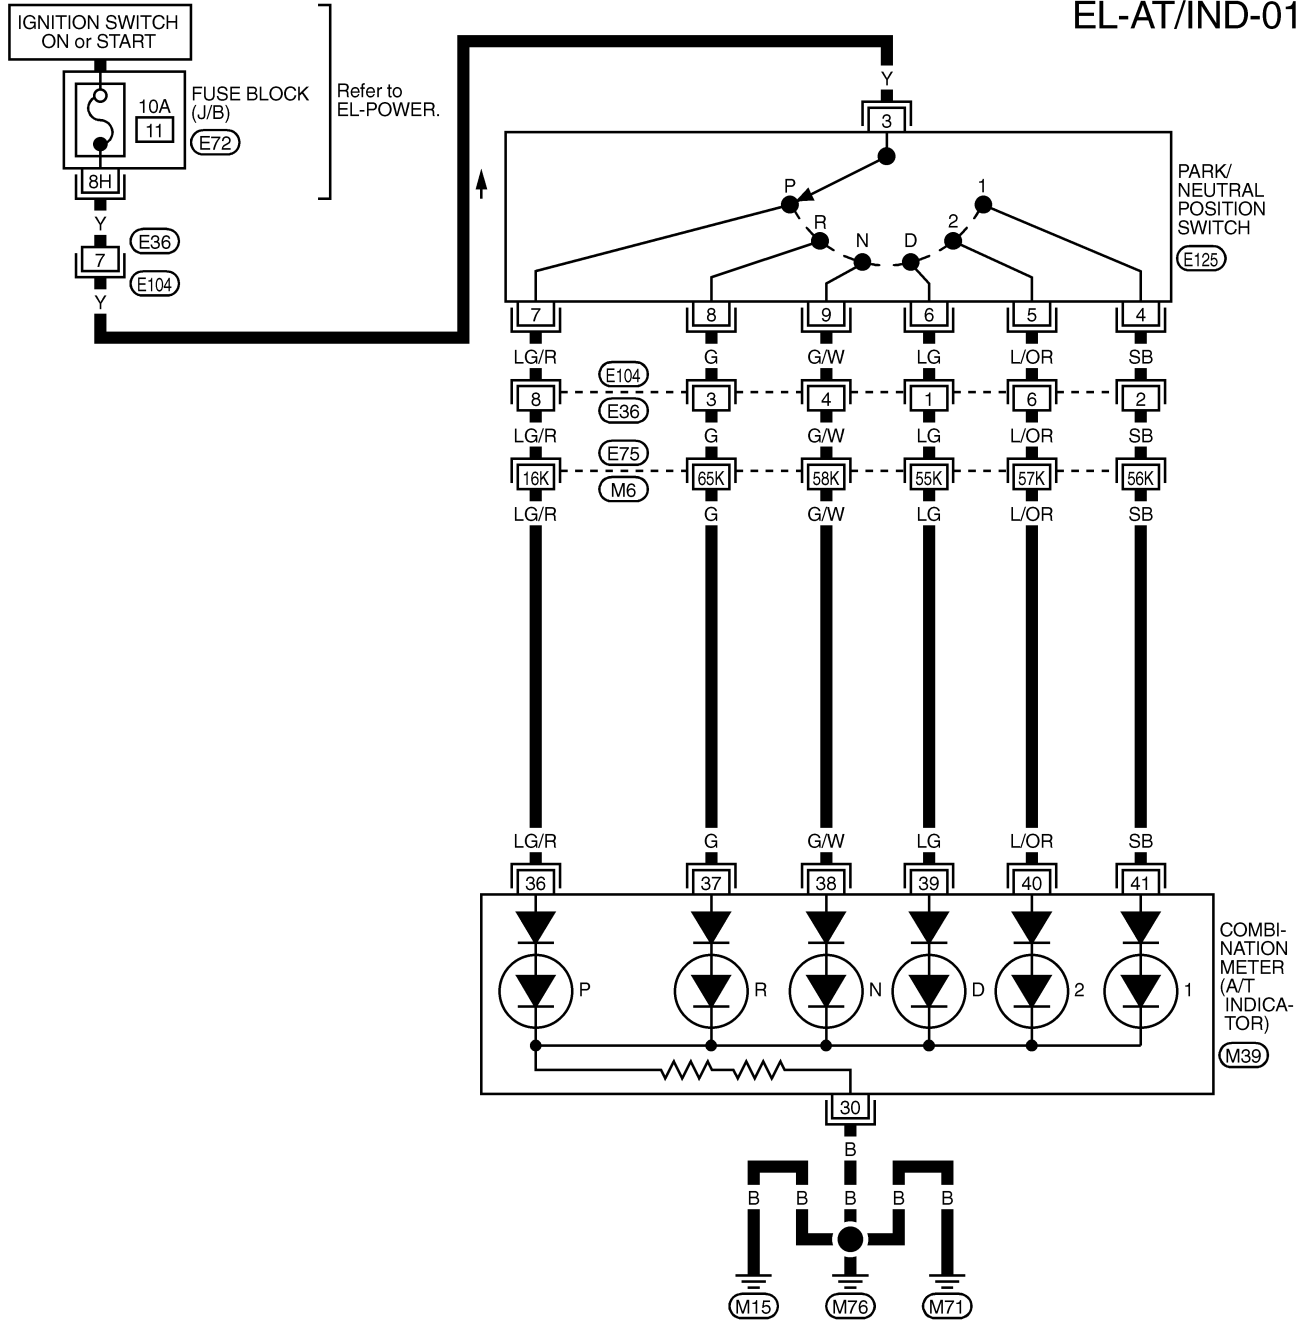 EL-AT/IND-01
IGNITION SWITCH
ON or START
FUSE BLOCK
(J/B)
10A
11
E72
Refer to
EL-POWER.
8H
Y
E36
7
E104
Y
Y
3
PARK/
NEUTRAL
POSITION
SWITCH
E125
P
R
N
D
2
1
7 8 9 6 5 4
LG/R G G/W LG L/OR SB
E104
8 3 4 1 6 2
E36
LG/R G G/W LG L/OR SB
E75
16K 65K 58K 55K 57K 56K
M6
LG/R G G/W LG L/OR SB
LG/R G G/W LG L/OR SB
36 37 38 39 40 41
COMBI-
NATION
METER
(A/T
INDICA-
TOR)
M39
P R N D 2 1
30
B
B B B B B
M15 M76 M71